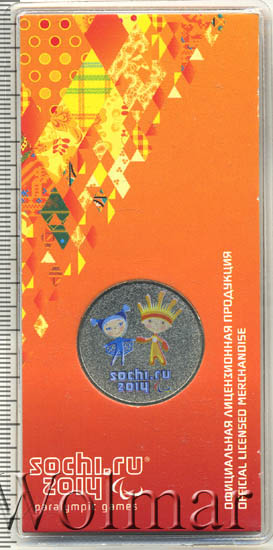 sochi.ru
2014
ОФИЦИАЛЬНАЯ ЛИЦЕНЗИОННАЯ ПРОДУКЦИЯ
OFFICIAL LICENSED MERCHANDISE
sochi.ru®
2014
paralympic games
Wolmar